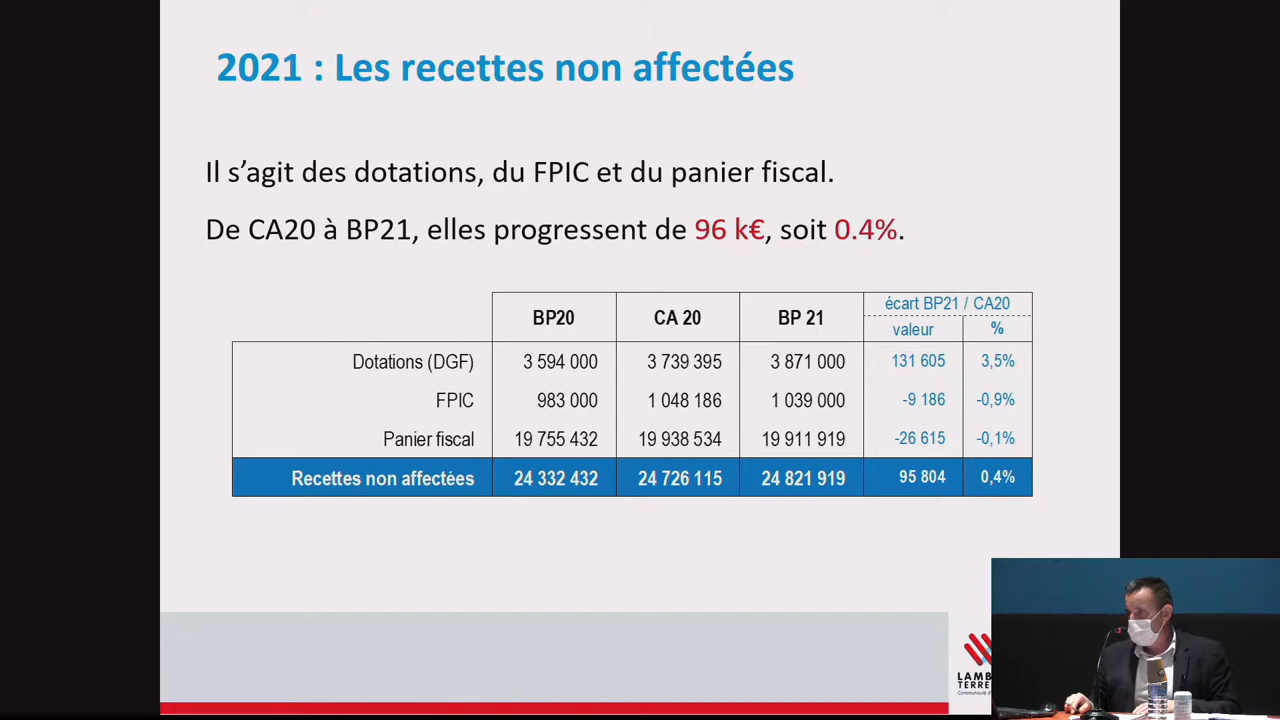 2021 : Les recettes non affectées
Il s’agit des dotations, du FPIC et du panier fiscal.
De CA20 à BP21, elles progressent de 96 k€, soit 0.4%.
BP20 CA 20 BP 21 écart BP21 / CA20
valeur %
Dotations (DGF) 3 594 000 3 739 395 3 871 000 131 605 3,5%
FPIC 983 000 1 048 186 1 039 000 -9 186 -0,9%
Panier fiscal 19 755 432 19 938 534 19 911 919 -26 615 -0,1%
Recettes non affectées 24 332 432 24 726 115 24 821 919 95 804 0,4%
LAMB
TERRE